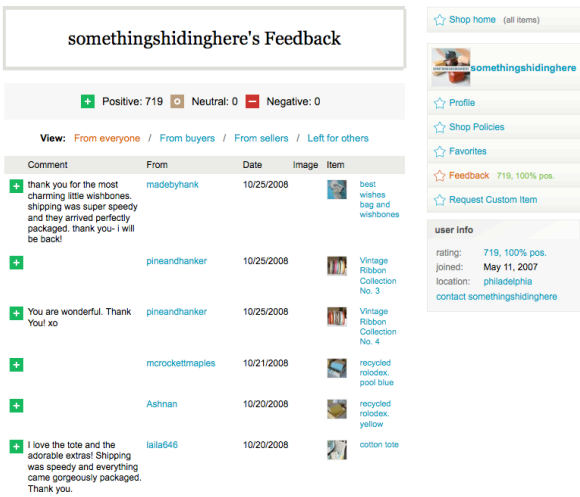 somethingshidinghere's Feedback
Positive: 719 Neutral: 0 Negative: 0
View: From everyone / From buyers / From sellers / Left for others
Comment From Date Image Item
thank you for the most
charming little wishbones.
shipping was super speedy
and they arrived perfectly
packaged. thank you- i will
be back!
madebyhank
10/25/2008
best
wishes
bag and
wishbones
pineandhanker
10/25/2008
Vintage
Ribbon
Collection
No. 3
You are wonderful. Thank
You! xo
pineandhanker
10/25/2008
Vintage
Ribbon
Collection
No. 4
mcrockettmaples
10/21/2008
recycled
rolodex.
pool blue
Ashnan
10/20/2008
recycled
rolodex.
yellow
I love the tote and the
adorable extras! Shipping
was speedy and everything
came gorgeously packaged.
Thank you.
laila646
10/20/2008
cotton tote
Shop home (all items)
somethingshidinghere
Profile
Shop Policies
Favorites
Feedback 719, 100% pos.
Request Custom Item
user info
rating: 719, 100% pos.
joined: May 11, 2007
location: philadelphia
contact somethingshidinghere